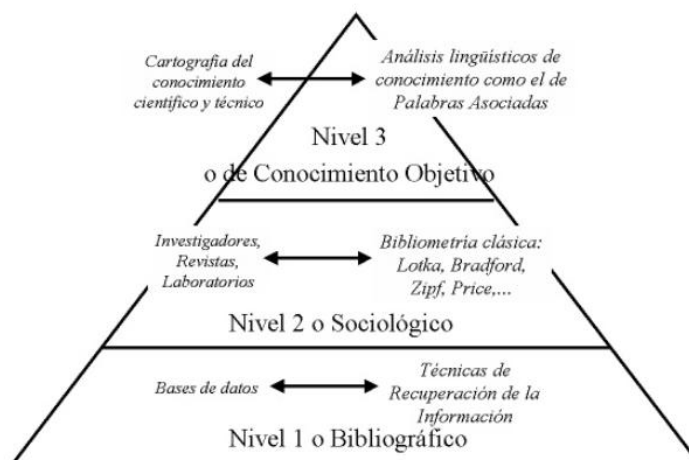 Cartografía del
conocimiento
científico y técnico
Análisis lingüísticos de
conocimiento como el de
Palabras Asociadas
Nivel 3
o de Conocimiento Objetivo
Investigadores,
Revistas,
Laboratorios
Bibliometría clásica:
Lotka, Bradford,
Zipf, Price,...
Nivel 2 o Sociológico
Bases de datos
Técnicas de
Recuperación de la
Información
Nivel 1 o Bibliográfico